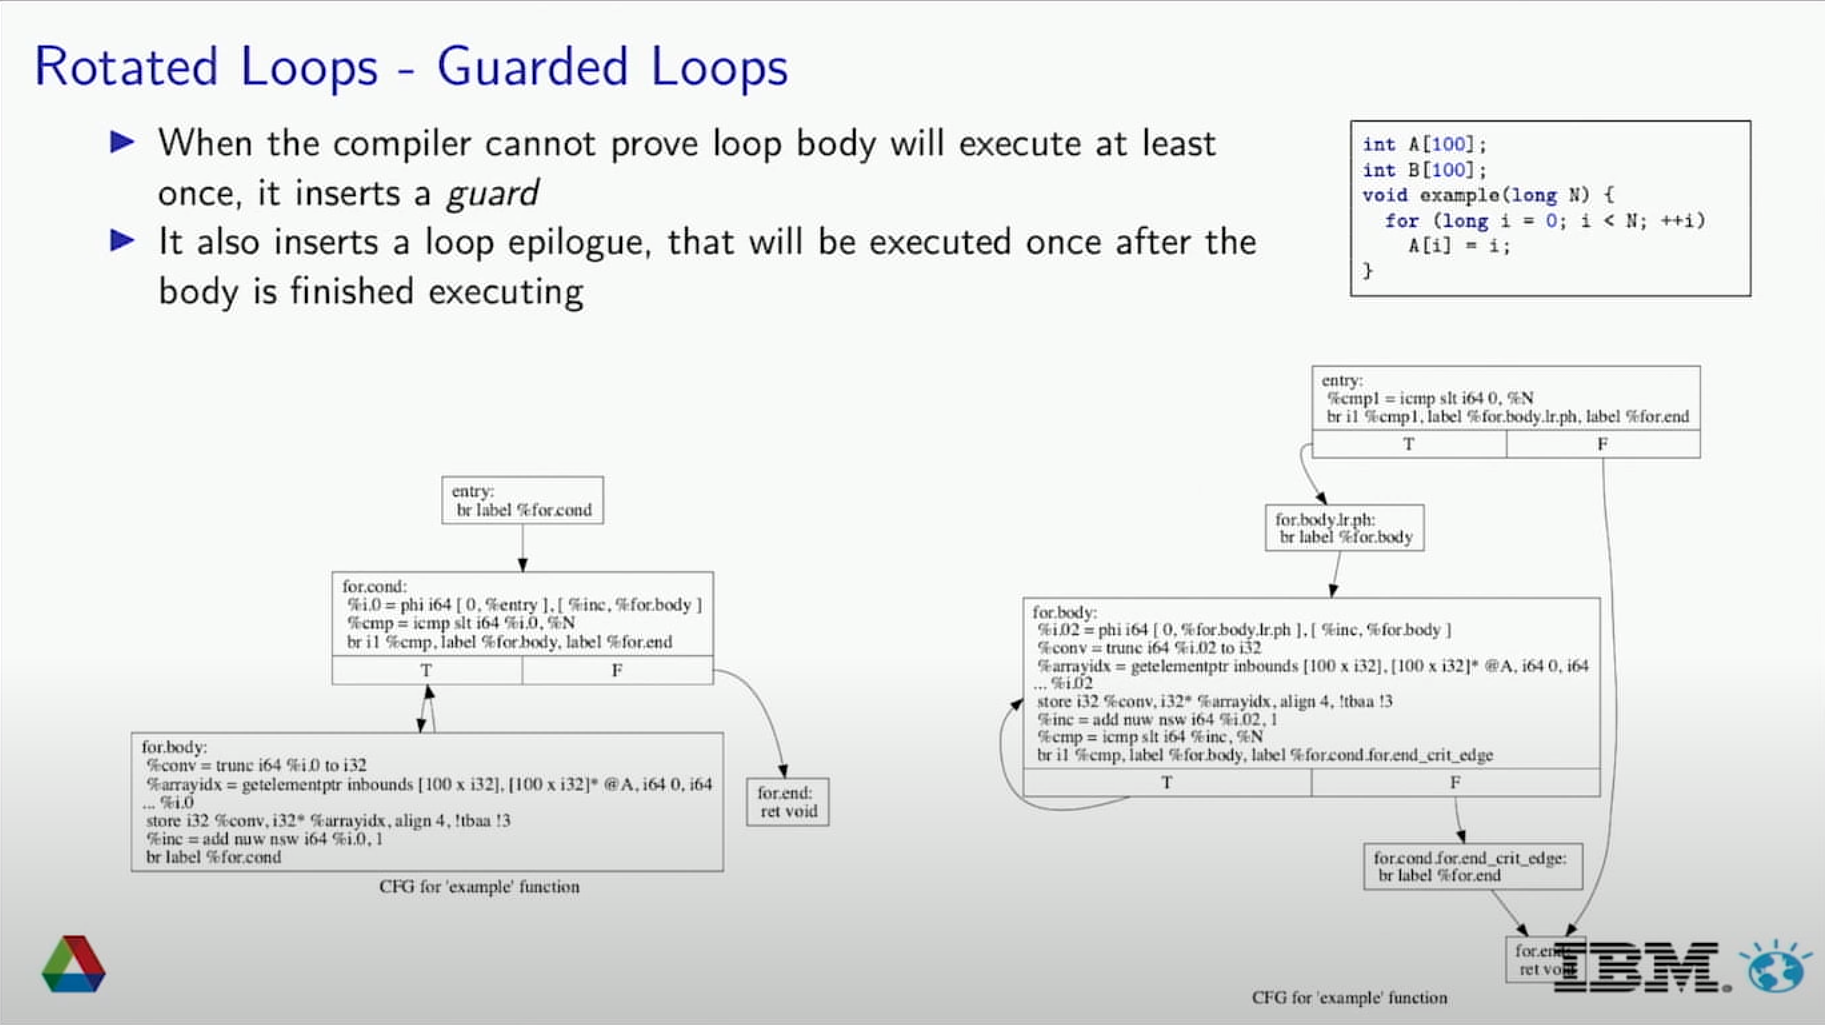 Rotated Loops - Guarded Loops
When the compiler cannot prove loop body will execute at least
once, it inserts a guard
It also inserts a loop epilogue, that will be executed once after the
body is finished executing
int A[100];
int B[100];
void example(long N) {
for (long i = 0; i < N; ++i)
A[i] = i;
}
entry:
br label %for.cond
for.cond:
%i.0 = phi i64 [ 0, %entry ], [ %inc, %for.body ]
%cmp = icmp slt i64 %i.0, %N
br i1 %cmp, label %for.body, label %for.end
T F
for.body:
%conv = trunc i64 %i.0 to i32
%arrayidx = getelementptr inbounds [100 x i32], [100 x i32]* @A, i64 0, i64
... %i.0
store i32 %conv, i32* %arrayidx, align 4, !tbaa !3
%inc = add nuw nsw i64 %i.0, 1
br label %for.cond
for.end:
ret void
CFG for 'example' function
entry:
%cmp1 = icmp slt i64 0, %N
br i1 %cmp1, label %for.body.lr.ph, label %for.end
T F
for.body.lr.ph:
br label %for.body
for.body:
%i.02 = phi i64 [ 0, %for.body.lr.ph ], [ %inc, %for.body ]
%conv = trunc i64 %i.02 to i32
%arrayidx = getelementptr inbounds [100 x i32], [100 x i32]* @A, i64 0, i64
... %i.02
store i32 %conv, i32* %arrayidx, align 4, !tbaa !3
%inc = add nuw nsw i64 %i.02, 1
%cmp = icmp slt i64 %inc, %N
br i1 %cmp, label %for.body, label %for.cond.for.end_crit_edge
T F
for.cond.for.end_crit_edge:
br label %for.end
ret
IBM.
CFG for 'example' function